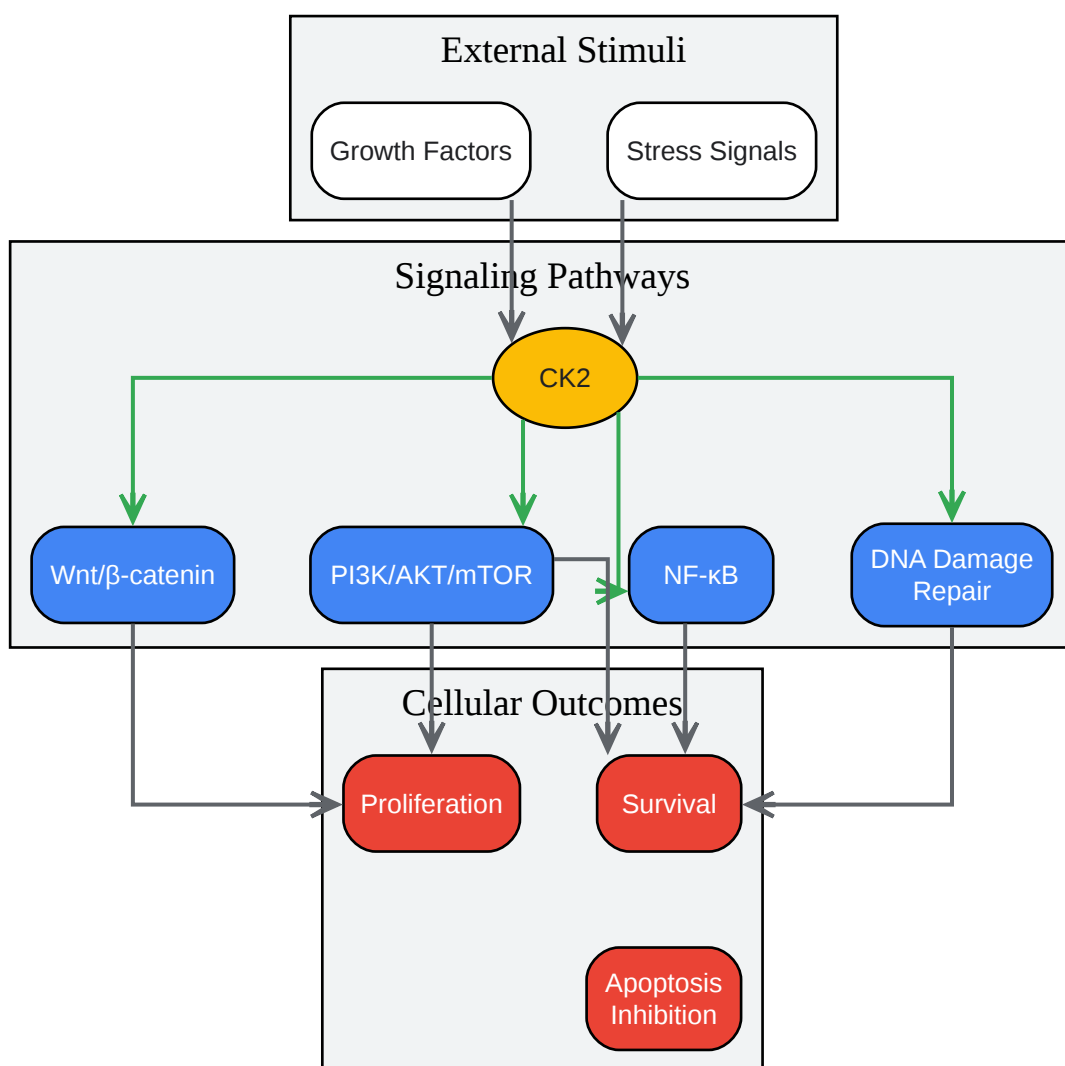 External Stimuli
Growth Factors
Stress Signals
Signaling Pathways
CK2
Wnt/β-catenin
PI3K/AKT/mTOR
NF-κB
DNA Damage
Repair
Cellular Outcomes
Proliferation
Survival
Apoptosis
Inhibition